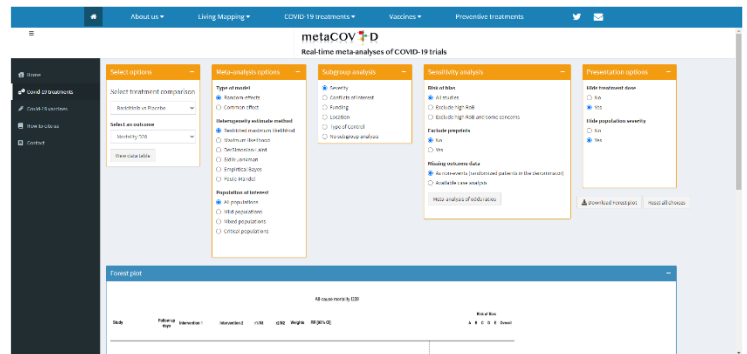 About us
Living Mapping
COVID-19 treatments
Vaccines
Preventive treatments
metaCOVID
Real-time meta-analyses of COVID-19 trials
Home
Covid-19 treatments
Covid-19 vaccines
How to cite us
Contact
Select options
Select treatment comparison
vs Placebo
Select an outcome
Mortality D28
View data table
Meta-analysis options
Type of model
Random-effects
Common effect
Heterogeneity estimate method
Restricted maximum likelihood
Maximum likelihood
DerSimonian-Laird
Sidik-Jonkman
Empirical Bayes
Paule-Mandel
Population of interest
All populations
Mild populations
Mixed populations
Critical populations
Subgroup analysis
Severity
Conflicts of interest
Funding
Location
Type of control
No subgroup analysis
Sensitivity analysis
Risk of bias
All studies
Exclude high RoB
Exclude high RoB and some concerns
Exclude preprints
No
Yes
Missing outcome data
As non-events (randomized patients in the denominator)
Available case analysis
Meta-analysis of odds ratios
Presentation options
Hide treatment dose
No
Yes
Hide population severity
No
Yes
Download Forest plot
Reset all choices
Forest plot
All-cause mortality D28
Risk of Bias
Study
Follow-up days
Intervention 1
Intervention 2
r1/N1
r2/N2
Weights
RR [95% CI]
A B C D E Overall